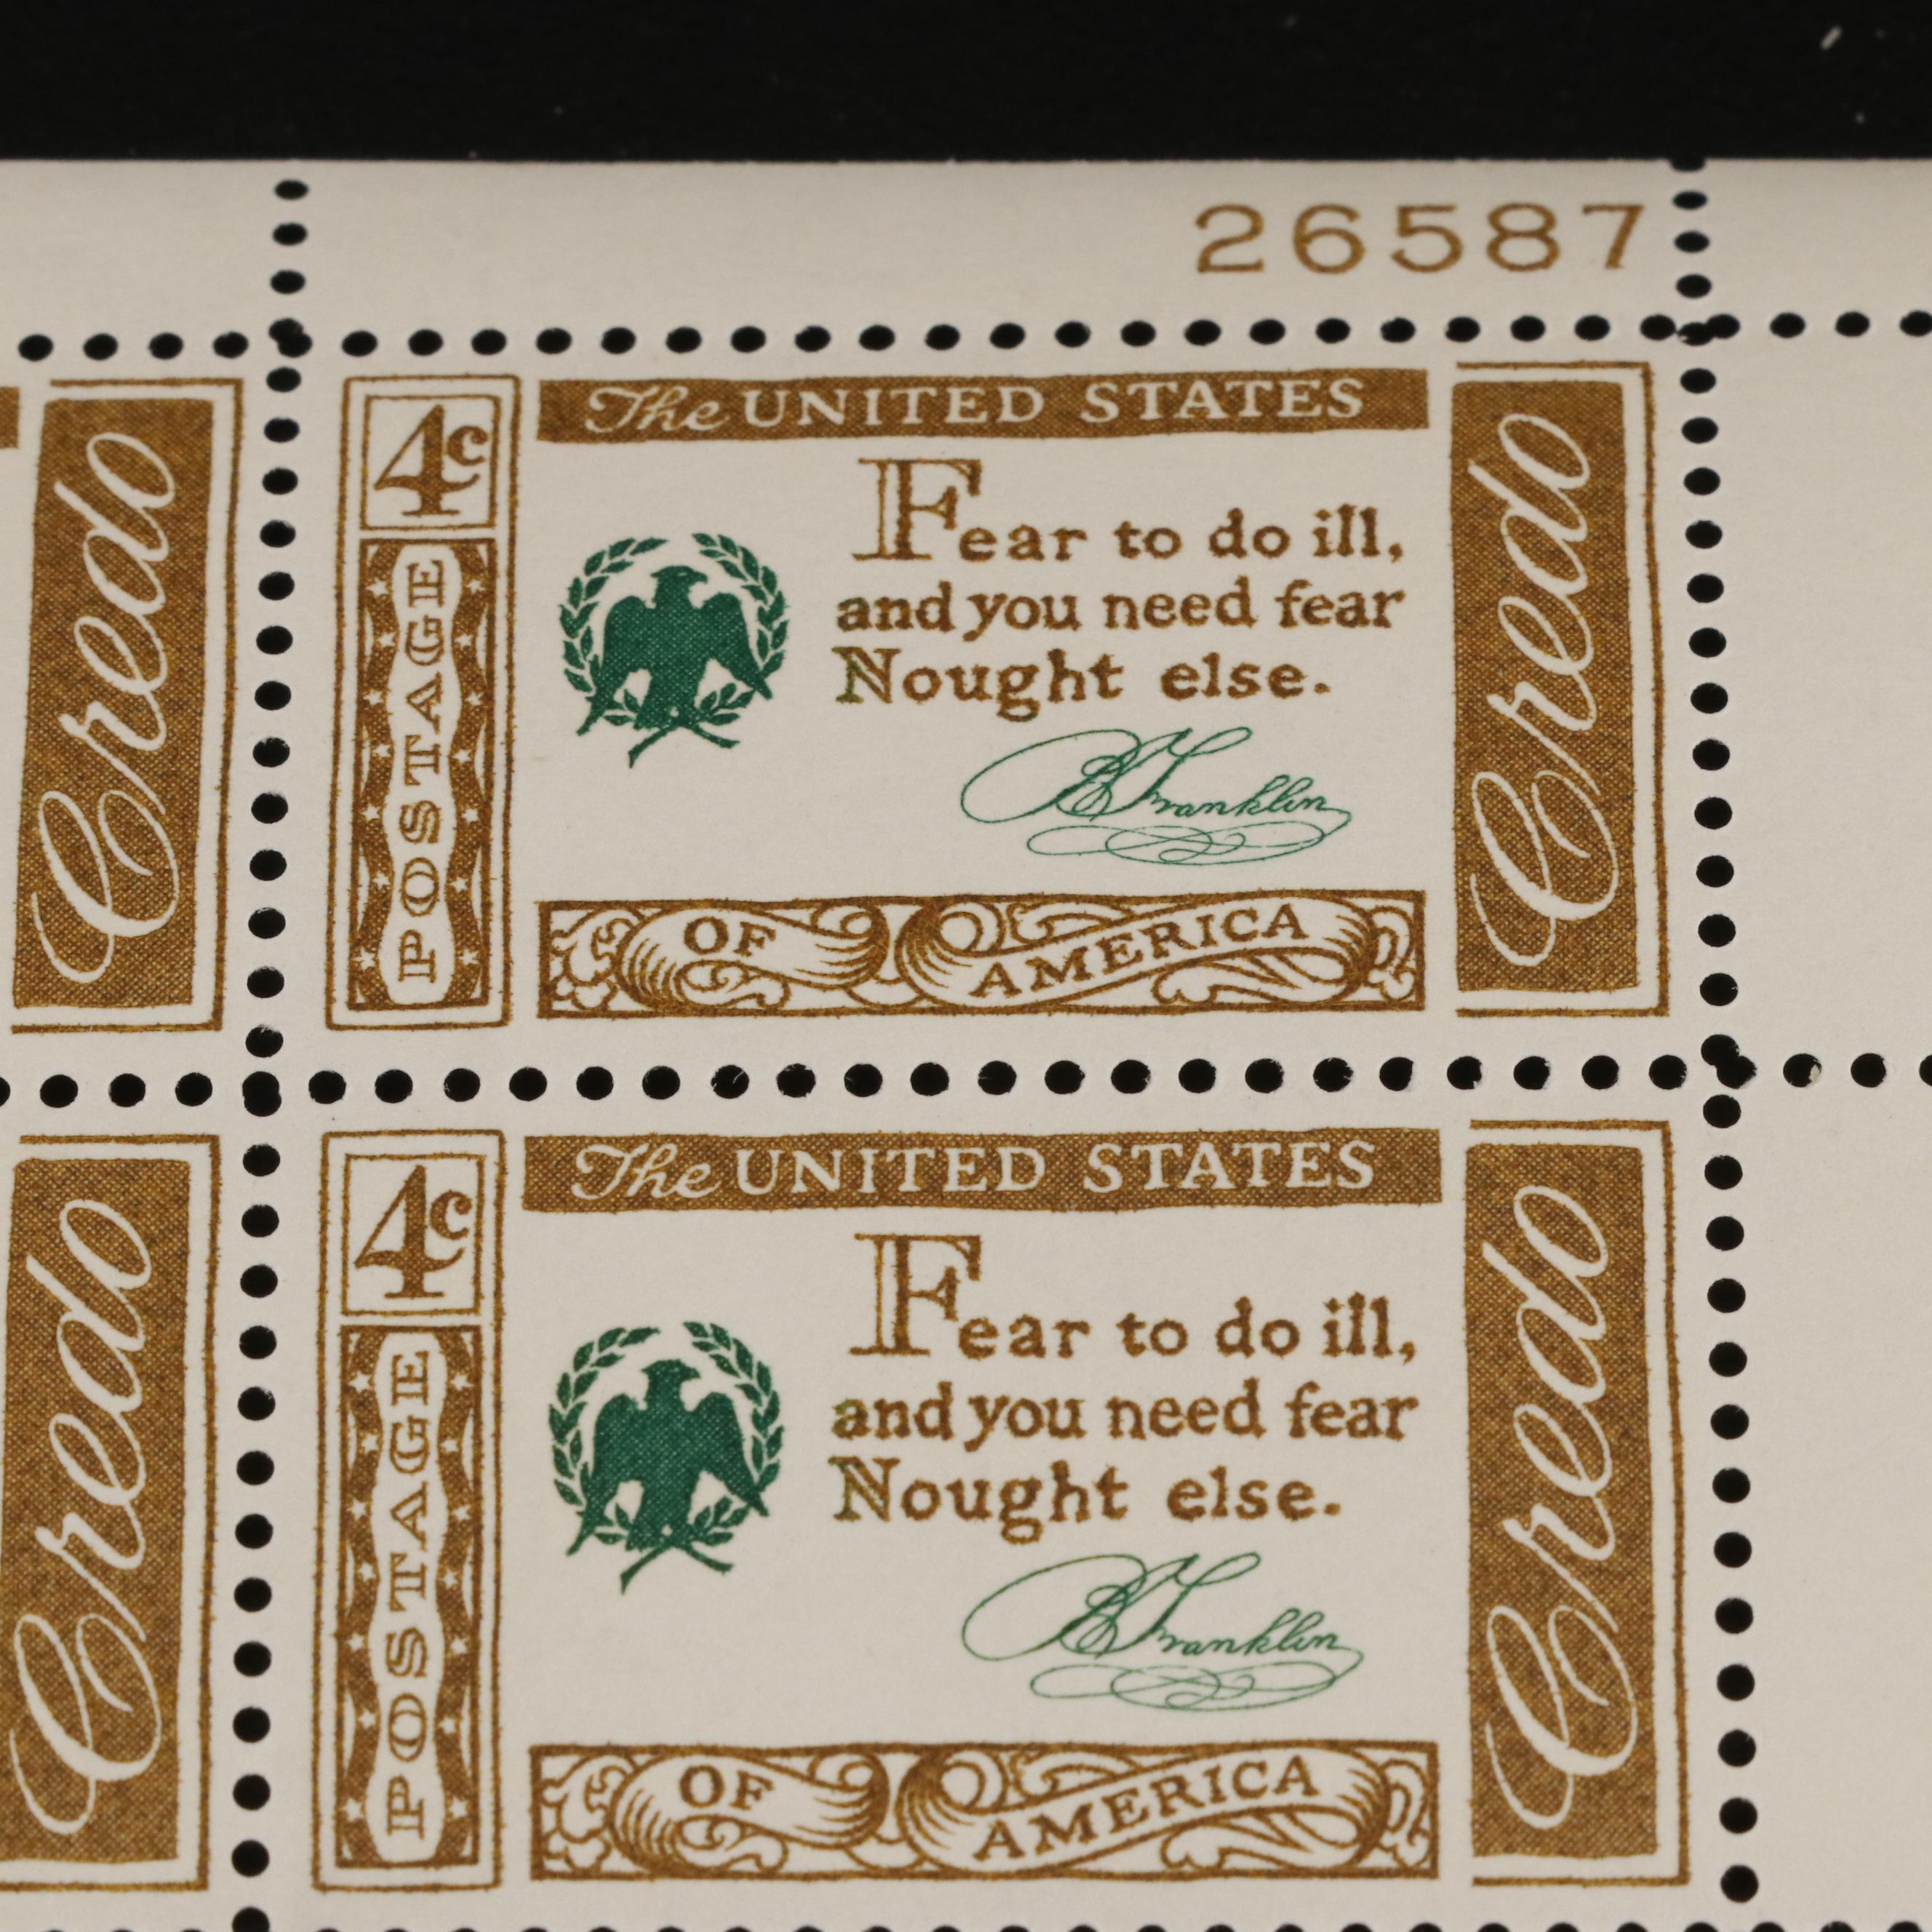 26587
The UNITED STATES
4c
POSTAGE
Fear to do ill,
and you need fear
Nought else.
B Franklin
OF AMERICA
Credo
Credo
The UNITED STATES
4c
POSTAGE
Fear to do ill,
and you need fear
Nought else.
B Franklin
OF AMERICA
Credo
Credo